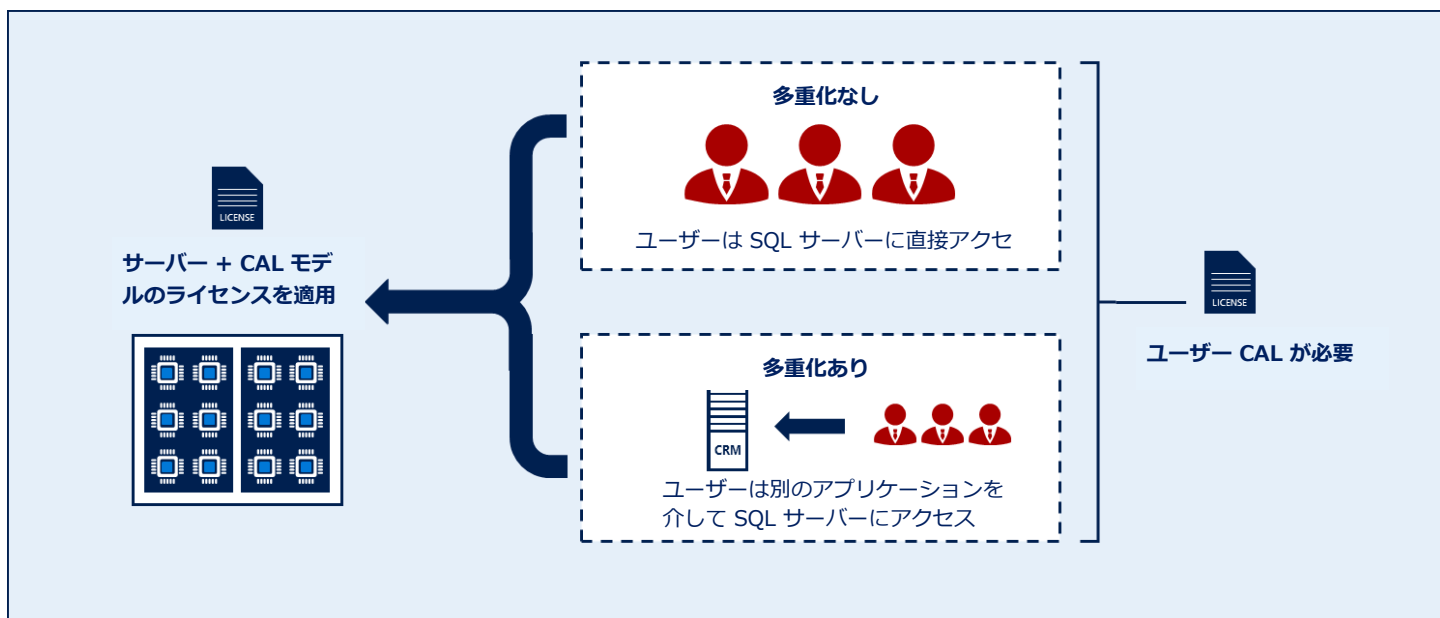 LICENSE
サーバー + CAL モデ
ルのライセンスを適用
多重化なし
ユーザーは SQL サーバーに直接アクセ
多重化あり
CRM
ユーザーは別のアプリケーションを
介して SQL サーバーにアクセス
LICENSE
ユーザー CAL が必要